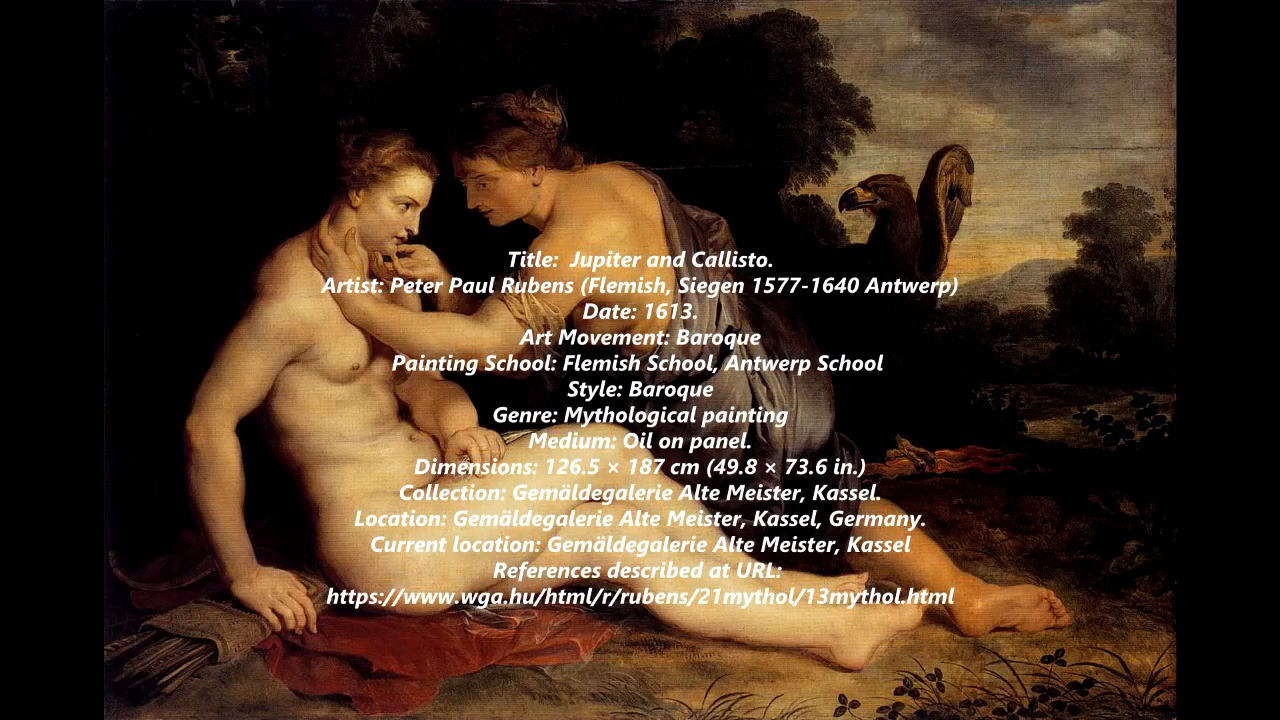 Title:  Jupiter and Callisto.
Artist: Peter Paul Rubens (Flemish, Siegen 1577-1640 Antwerp)
Date: 1613.
Art Movement: Baroque
Painting School: Flemish School, Antwerp School
Style: Baroque
Genre: Mythological painting
Medium: Oil on panel.
Dimensions: 126.5 × 187 cm (49.8 × 73.6 in.)
Collection: Gemäldegalerie Alte Meister, Kassel.
Location: Gemäldegalerie Alte Meister, Kassel, Germany.
Current location: Gemäldegalerie Alte Meister, Kassel
References described at URL:
https://www.wga.hu/html/r/rubens/21mythol/13mythol.html